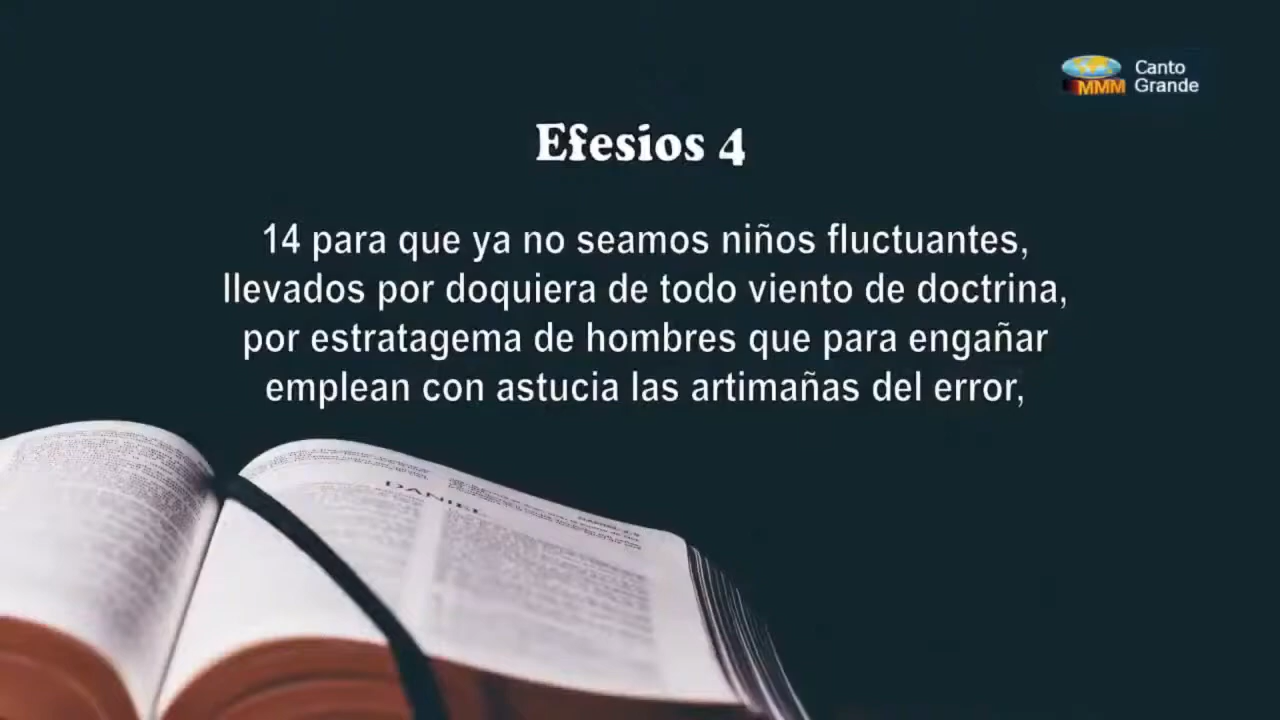 Canto
Grande
MMM
Efesios 4
14 para que ya no seamos niños fluctuantes,
llevados por doquiera de todo viento de doctrina,
por estratagema de hombres que para engañar
emplean con astucia las artimañas del error,
DANIEL